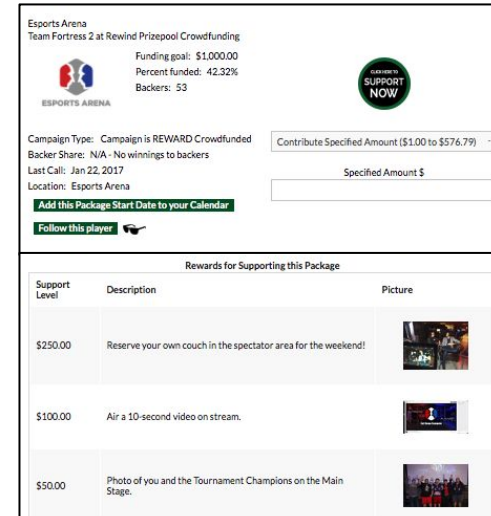 Esports Arena
Team Fortress 2 at Rewind Prizepool Crowdfunding
Funding goal: $1,000.00
Percent funded: 42.32%
Backers: 53
ESPORTS ARENA
CLICK HERE TO
SUPPORT
NOW
Campaign Type: Campaign is REWARD Crowdfunded
Backer Share: N/A - No winnings to backers
Last Call: Jan 22, 2017
Location: Esports Arena
Contribute Specified Amount ($1.00 to $576.79)
Specified Amount $
Add this Package Start Date to your Calendar
Follow this player
Rewards for Supporting this Package
Support Level Description Picture
$250.00 Reserve your own couch in the spectator area for the weekend!
$100.00 Air a 10-second video on stream.
$50.00 Photo of you and the Tournament Champions on the Main
Stage.